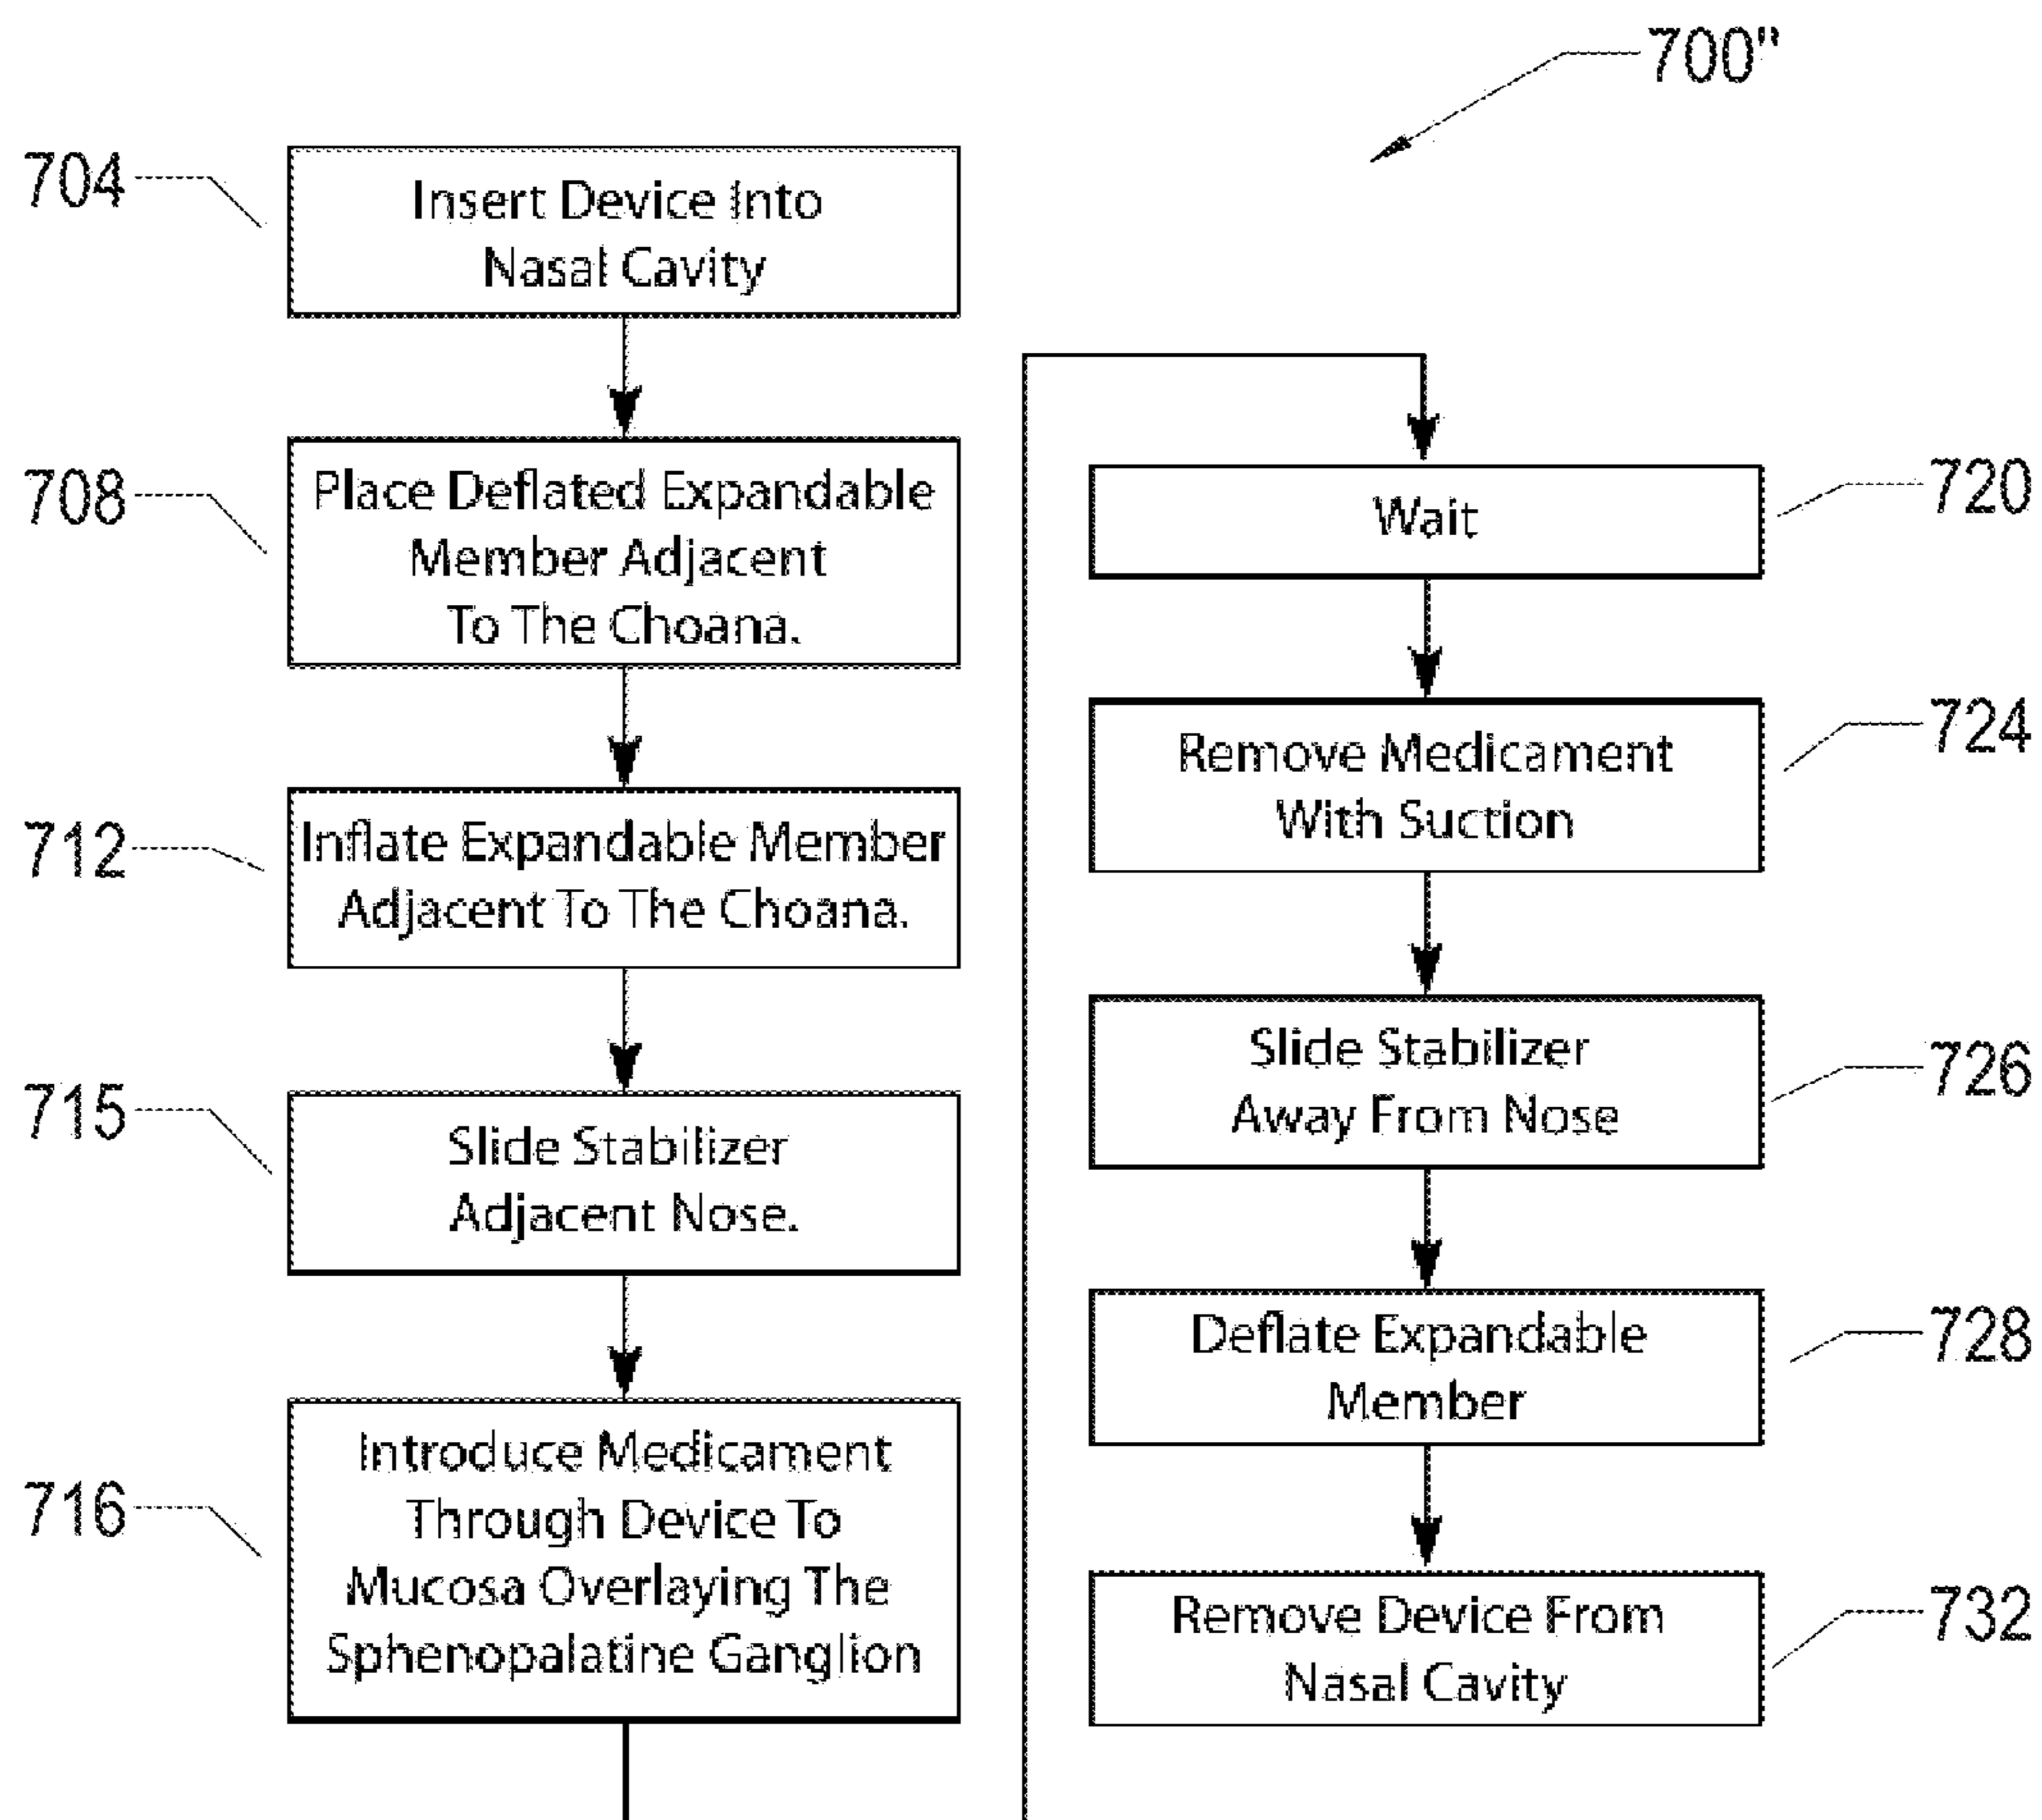 700"
704
Insert Device Into
Nasal Cavity
708
Place Deflated Expandable
Member Adjacent
To The Choana.
712
Inflate Expandable Member
Adjacent To The Choana.
715
Slide Stabilizer
Adjacent Nose.
716
Introduce Medicament
Through Device To
Mucosa Overlaying The
Sphenopalatine Ganglion
Wait
720
Remove Medicament
With Suction
724
Slide Stabilizer
Away From Nose
726
Deflate Expandable
Member
728
Remove Device From
Nasal Cavity
732